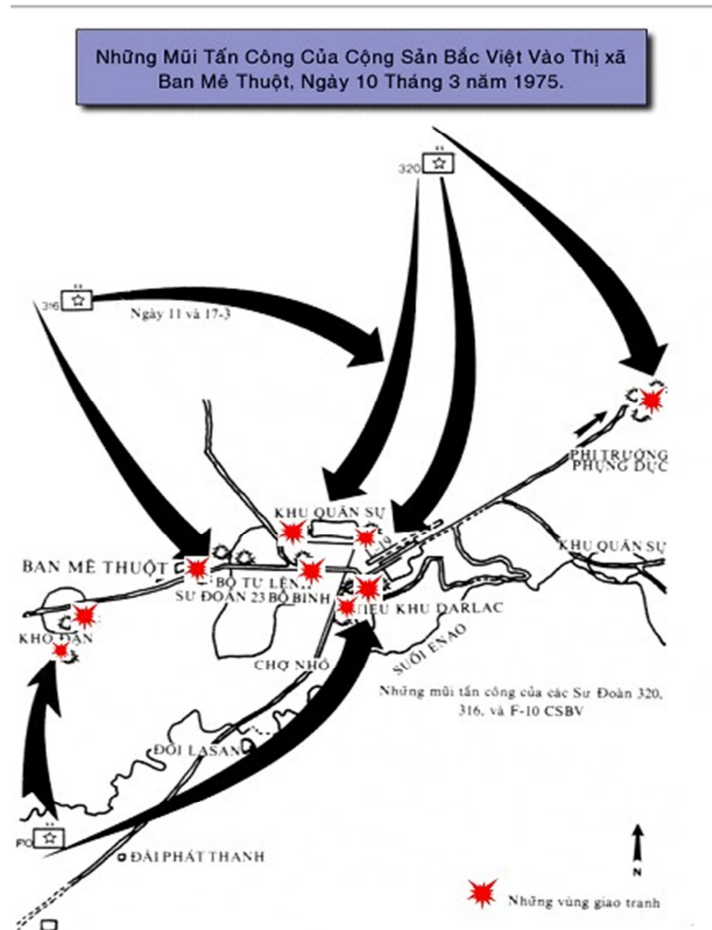 Những Mũi Tấn Công Của Cộng Sản Bắc Việt Vào Thị xã
Ban Mê Thuột, Ngày 10 Tháng 3 năm 1975.
320
316
Ngày 11 và 17-3
PHI TRƯỜNG
PHỤNG DỰC
KHU QUÂN SỰ
L19
KHU QUÂN SỰ
BAN MÊ THUỘT
BỘ TƯ LỆNH
SƯ ĐOÀN 23 BỘ BINH
TIỂU KHU DARLAC
KHO ĐẠN
CHỢ NHỎ
SUỐI ENAO
Những mũi tấn công của các Sư Đoàn 320,
316, và F-10 CSBV
ĐỒI LASAN
F10
ĐÀI PHÁT THANH
N
Những vùng giao tranh